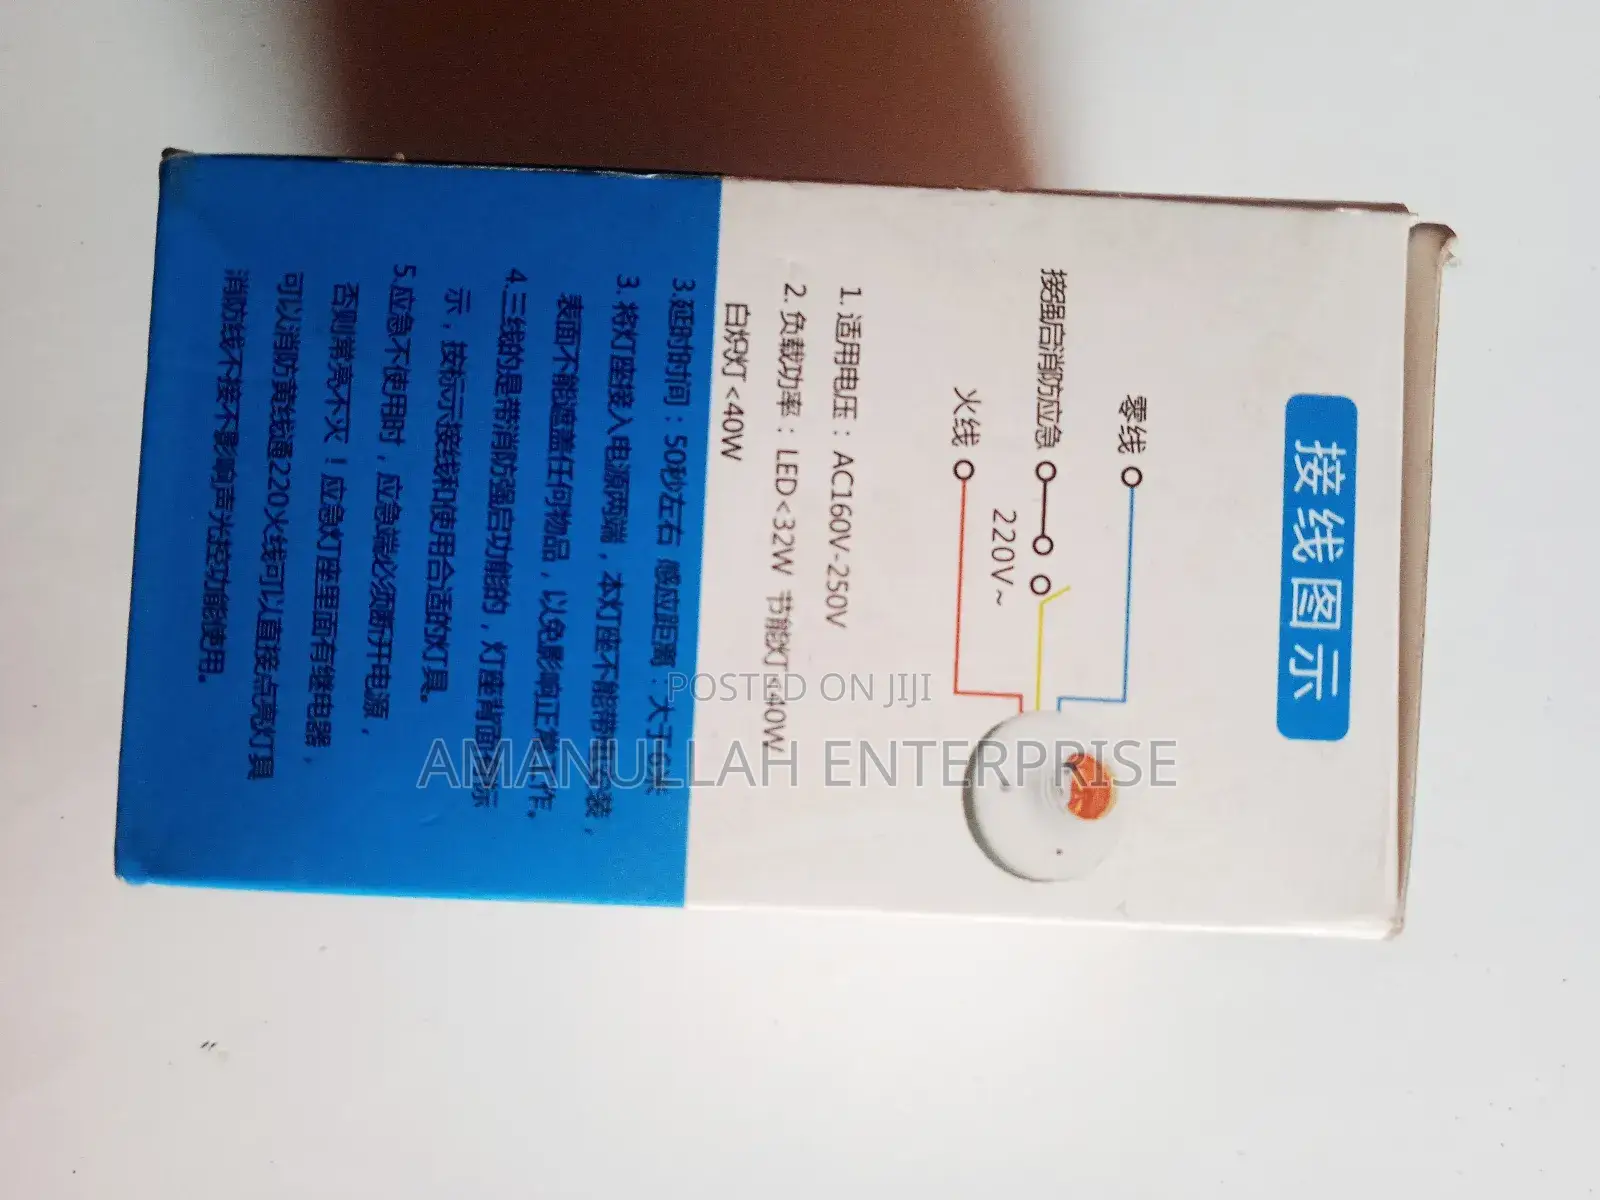 接线图示
零线
接强启消防应急
220V~
火线
1.适用电压：AC160V-250V
2.负载功率：LED<32W 节能灯<40W
白炽灯<40W
3.延时时间：50秒左右 感应距离：大于6米
3.将灯座接入电源两端，本灯座不能带电安装，
表面不能遮盖任何物品，以免影响正常工作。
4.三线的是带消防强启功能的，灯座背面有标
示，按标示接线和使用合适的灯具。
5.应急不使用时，应急端必须断开电源，
否则常亮不灭！应急灯座里面有继电器，
可以消防黄线接通220火线可以直接点亮灯具
消防线不接不影响声光控功能使用。
POSTED ON JIJI
AMANULLAH ENTERPRISE